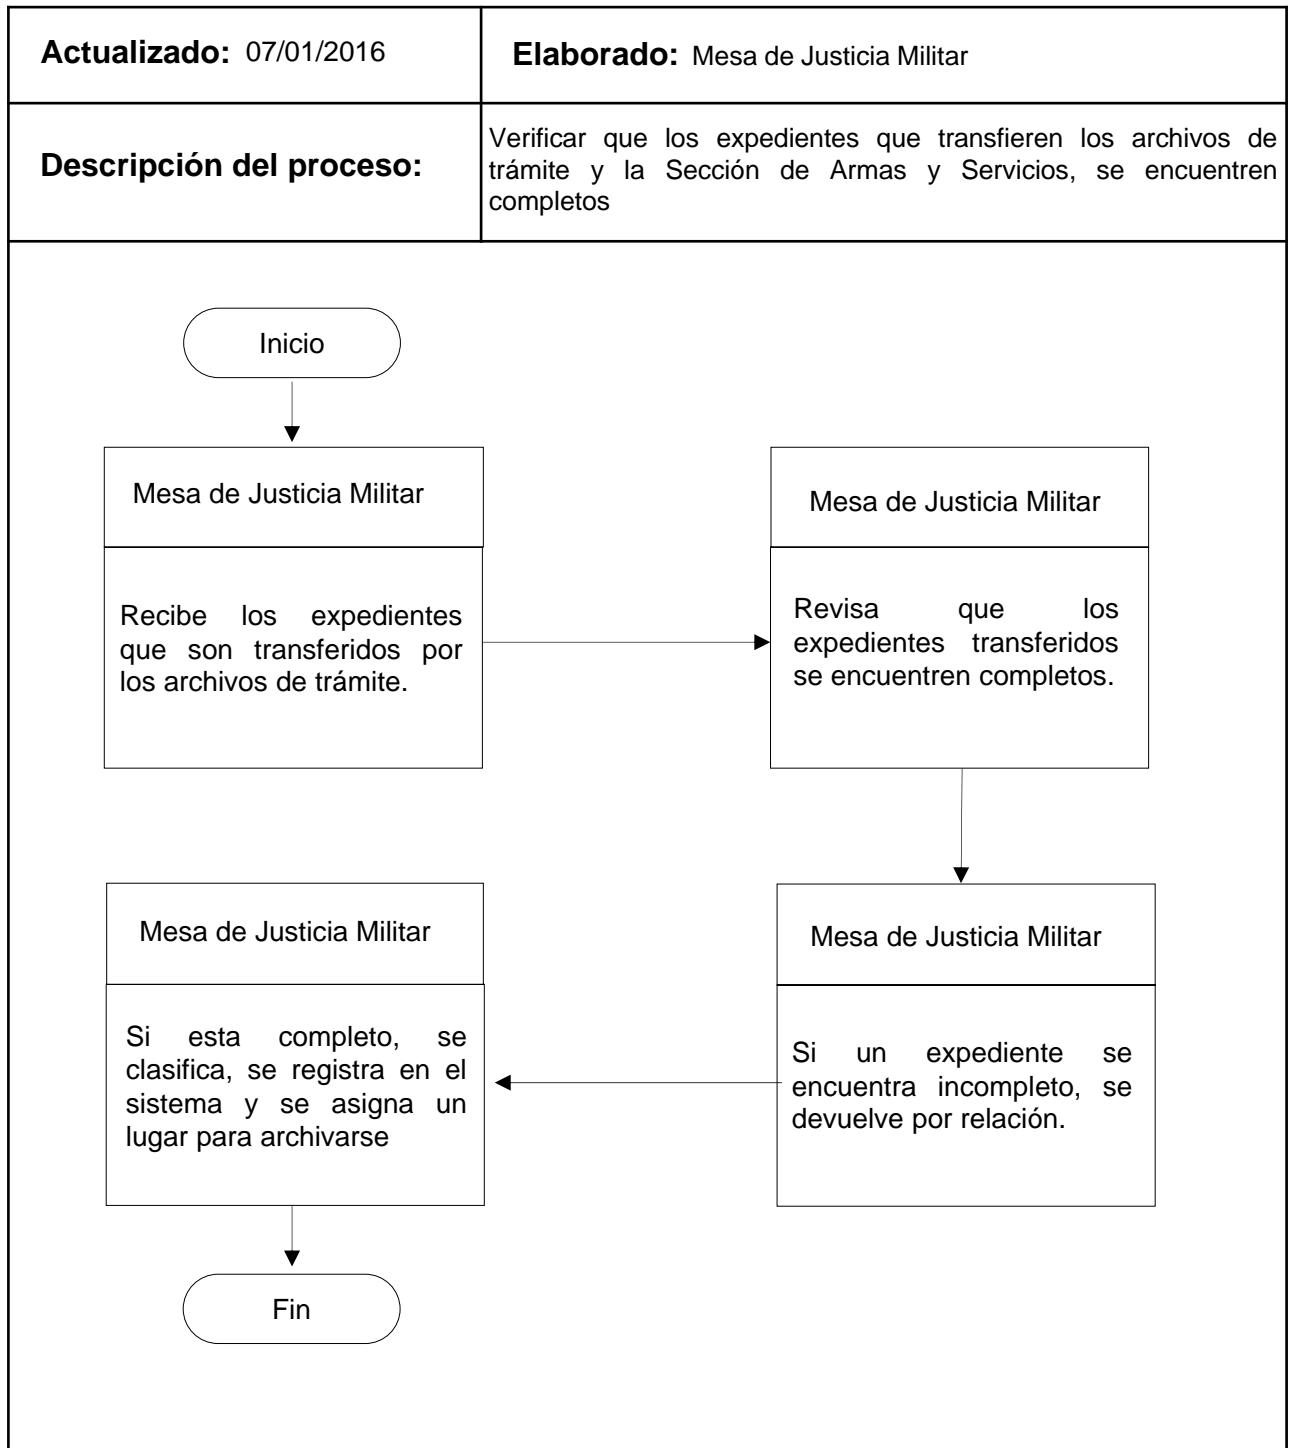 Actualizado: 07/01/2016
Elaborado: Mesa de Justicia Militar
Descripción del proceso:
Verificar que los expedientes que transfieren los archivos de
trámite y la Sección de Armas y Servicios, se encuentren
completos
Inicio
Mesa de Justicia Militar
Recibe los expedientes
que son transferidos por
los archivos de trámite.
Mesa de Justicia Militar
Revisa que los
expedientes transferidos
se encuentren completos.
Mesa de Justicia Militar
Si un expediente se
encuentra incompleto, se
devuelve por relación.
Mesa de Justicia Militar
Si esta completo, se
clasifica, se registra en el
sistema y se asigna un
lugar para archivarse
Fin